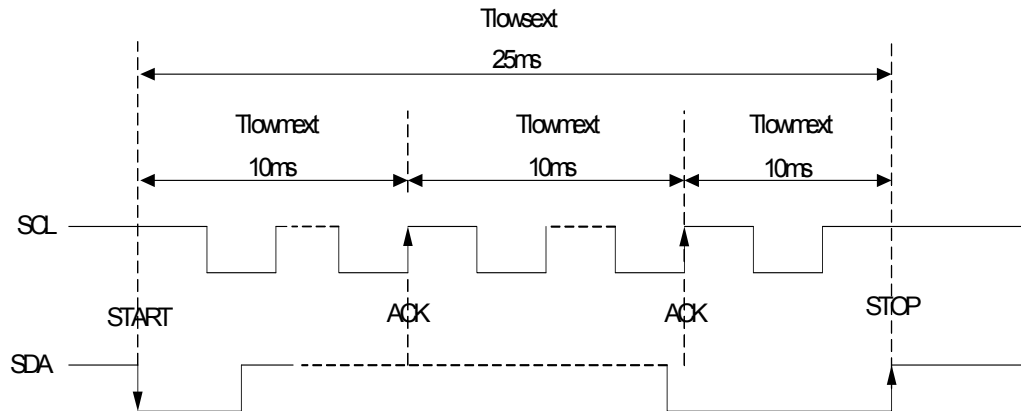 Tlowsext
25ms
Tlowmext Tlowmext Tlowmext
10ms 10ms 10ms
SCL
START ACK ACK STOP
SDA